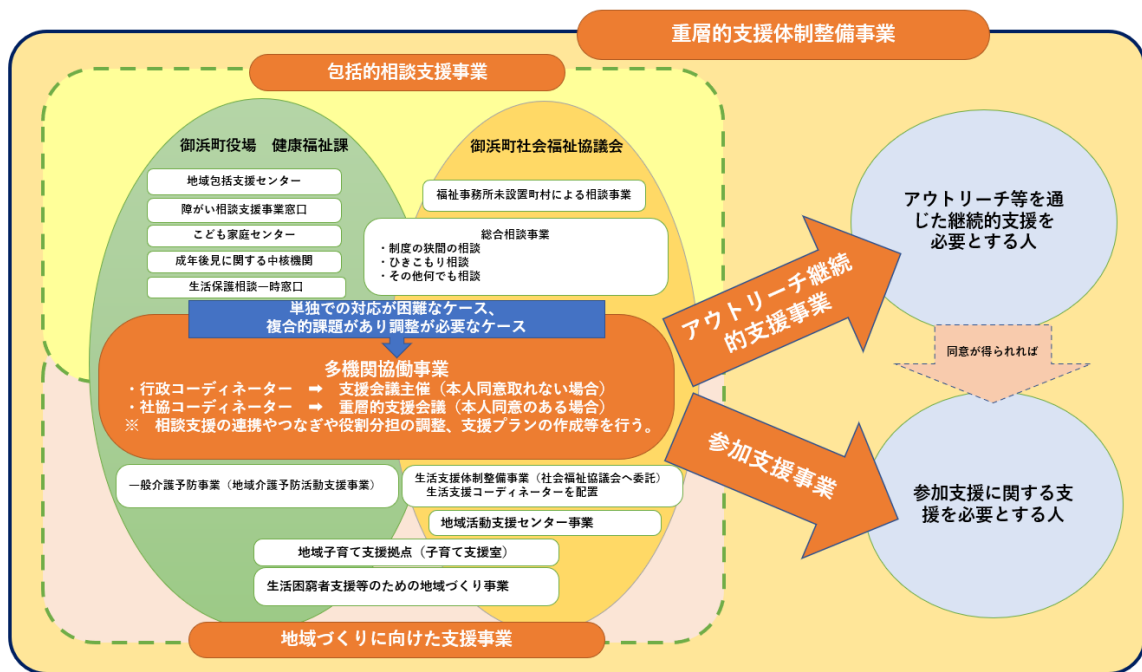 重層的支援体制整備事業
包括的相談支援事業
御浜町役場　健康福祉課
地域包括支援センター
障がい相談支援事業窓口
こども家庭センター
成年後見に関する中核機関
生活保護相談一時窓口
御浜町社会福祉協議会
福祉事務所未設置町村による相談事業
総合相談事業
・制度の狭間の相談
・ひきこもり相談
・その他何でも相談
単独での対応が困難なケース、
複合的課題があり調整が必要なケース
多機関協働事業
・行政コーディネーター　➡　支援会議主催（本人同意取れない場合）
・社協コーディネーター　➡　重層的支援会議（本人同意のある場合）
※　相談支援の連携やつなぎや役割分担の調整、支援プランの作成等を行う。
一般介護予防事業（地域介護予防活動支援事業）
生活支援体制整備事業（社会福祉協議会へ委託）
生活支援コーディネーターを配置
地域活動支援センター事業
地域子育て支援拠点（子育て支援室）
生活困窮者支援等のための地域づくり事業
地域づくりに向けた支援事業
アウトリーチ継続
的支援事業
参加支援事業
アウトリーチ等を通
じた継続的支援を
必要とする人
同意が得られれば
参加支援に関する支
援を必要とする人